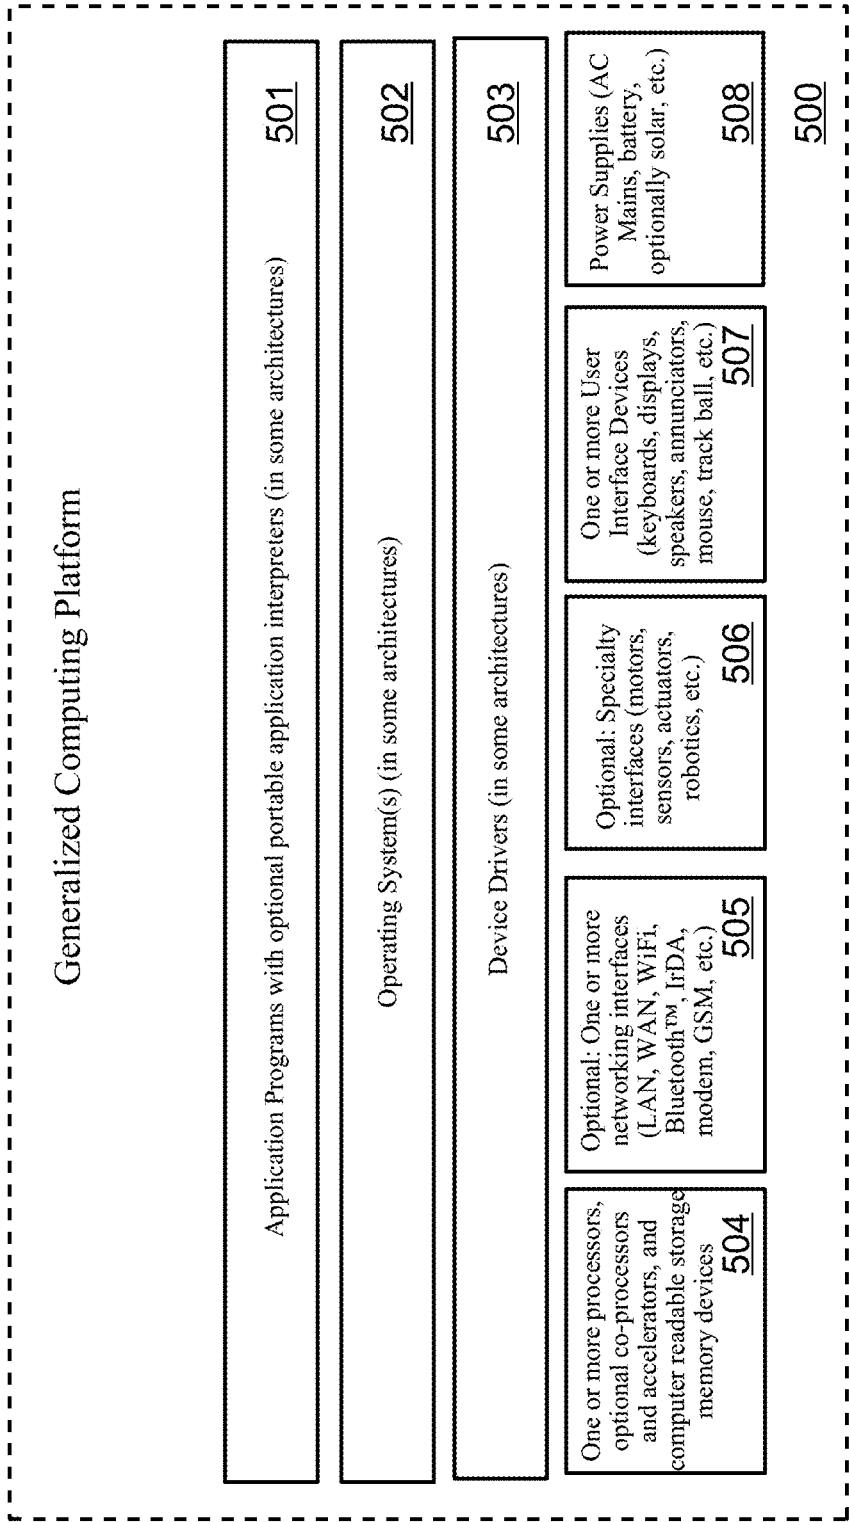 Generalized Computing Platform
Application Programs with optional portable application interpreters (in some architectures)
501
Operating System(s) (in some architectures)
502
Device Drivers (in some architectures)
503
One or more processors,
optional co-processors
and accelerators, and
computer readable storage
memory devices
504
Optional: One or more
networking interfaces
(LAN, WAN, WiFi,
Bluetooth™, IrDA,
modem, GSM, etc.)
505
Optional: Specialty
interfaces (motors,
sensors, actuators,
robotics, etc.)
506
One or more User
Interface Devices
(keyboards, displays,
speakers, annunciators,
mouse, track ball, etc.)
507
Power Supplies (AC
Mains, battery,
optionally solar, etc.)
508
500